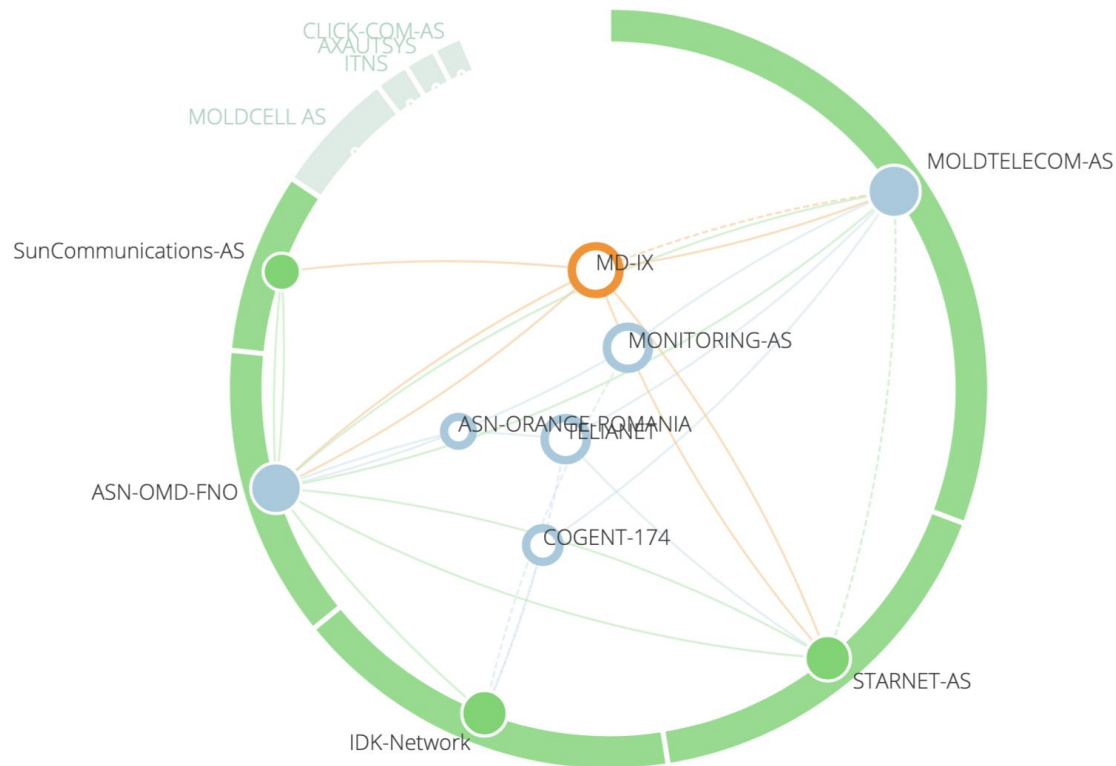 CLICK-COM-AS
AXAUTSYS
ITNS
MOLDCELL AS
MOLDTELECOM-AS
SunCommunications-AS
MD-IX
MONITORING-AS
ASN-ORANGE-ROMANIA
TELIANET
ASN-OMD-FNO
COGENT-174
STARNET-AS
IDK-Network